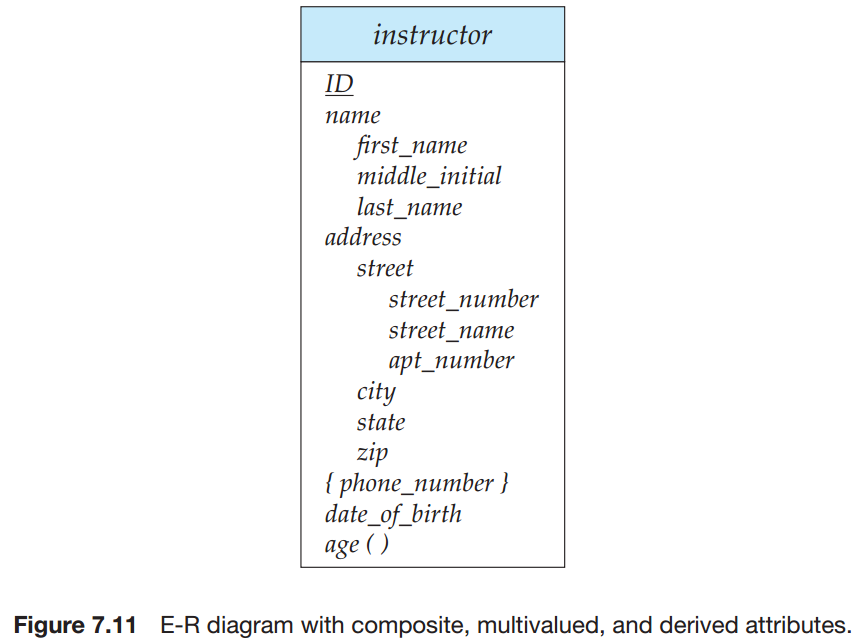 instructor
ID
name
first_name
middle_initial
last_name
address
street
street_number
street_name
apt_number
city
state
zip
{ phone_number }
date_of_birth
age ( )
Figure 7.11 E-R diagram with composite, multivalued, and derived attributes.